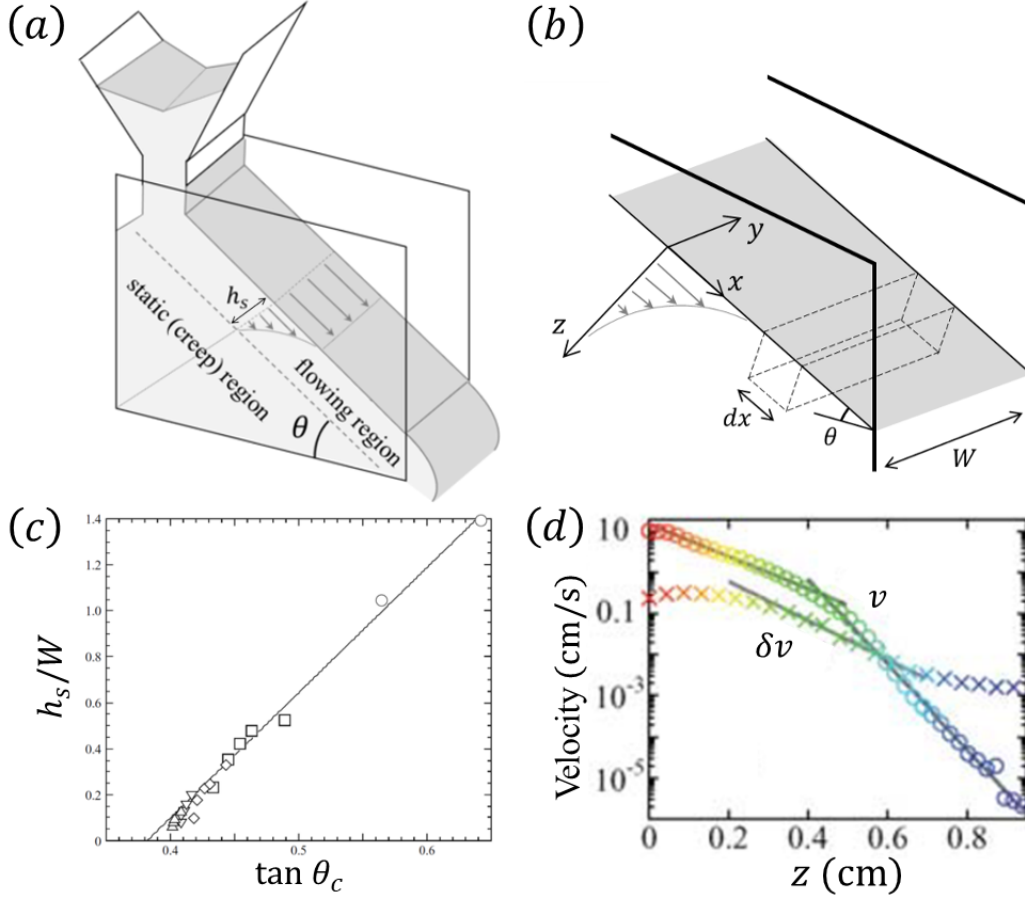 (a)
h_s
static (creep) region
flowing region
θ
(b)
y
x
z
dx
θ
W
(c)
1.4
1.2
1.0
0.8
0.6
0.4
0.2
0
0.4
0.5
0.6
h_s/W
tan θ_c
(d)
10
0.1
10^-3
10^-5
Velocity (cm/s)
v
δv
0
0.2
0.4
0.6
0.8
z (cm)